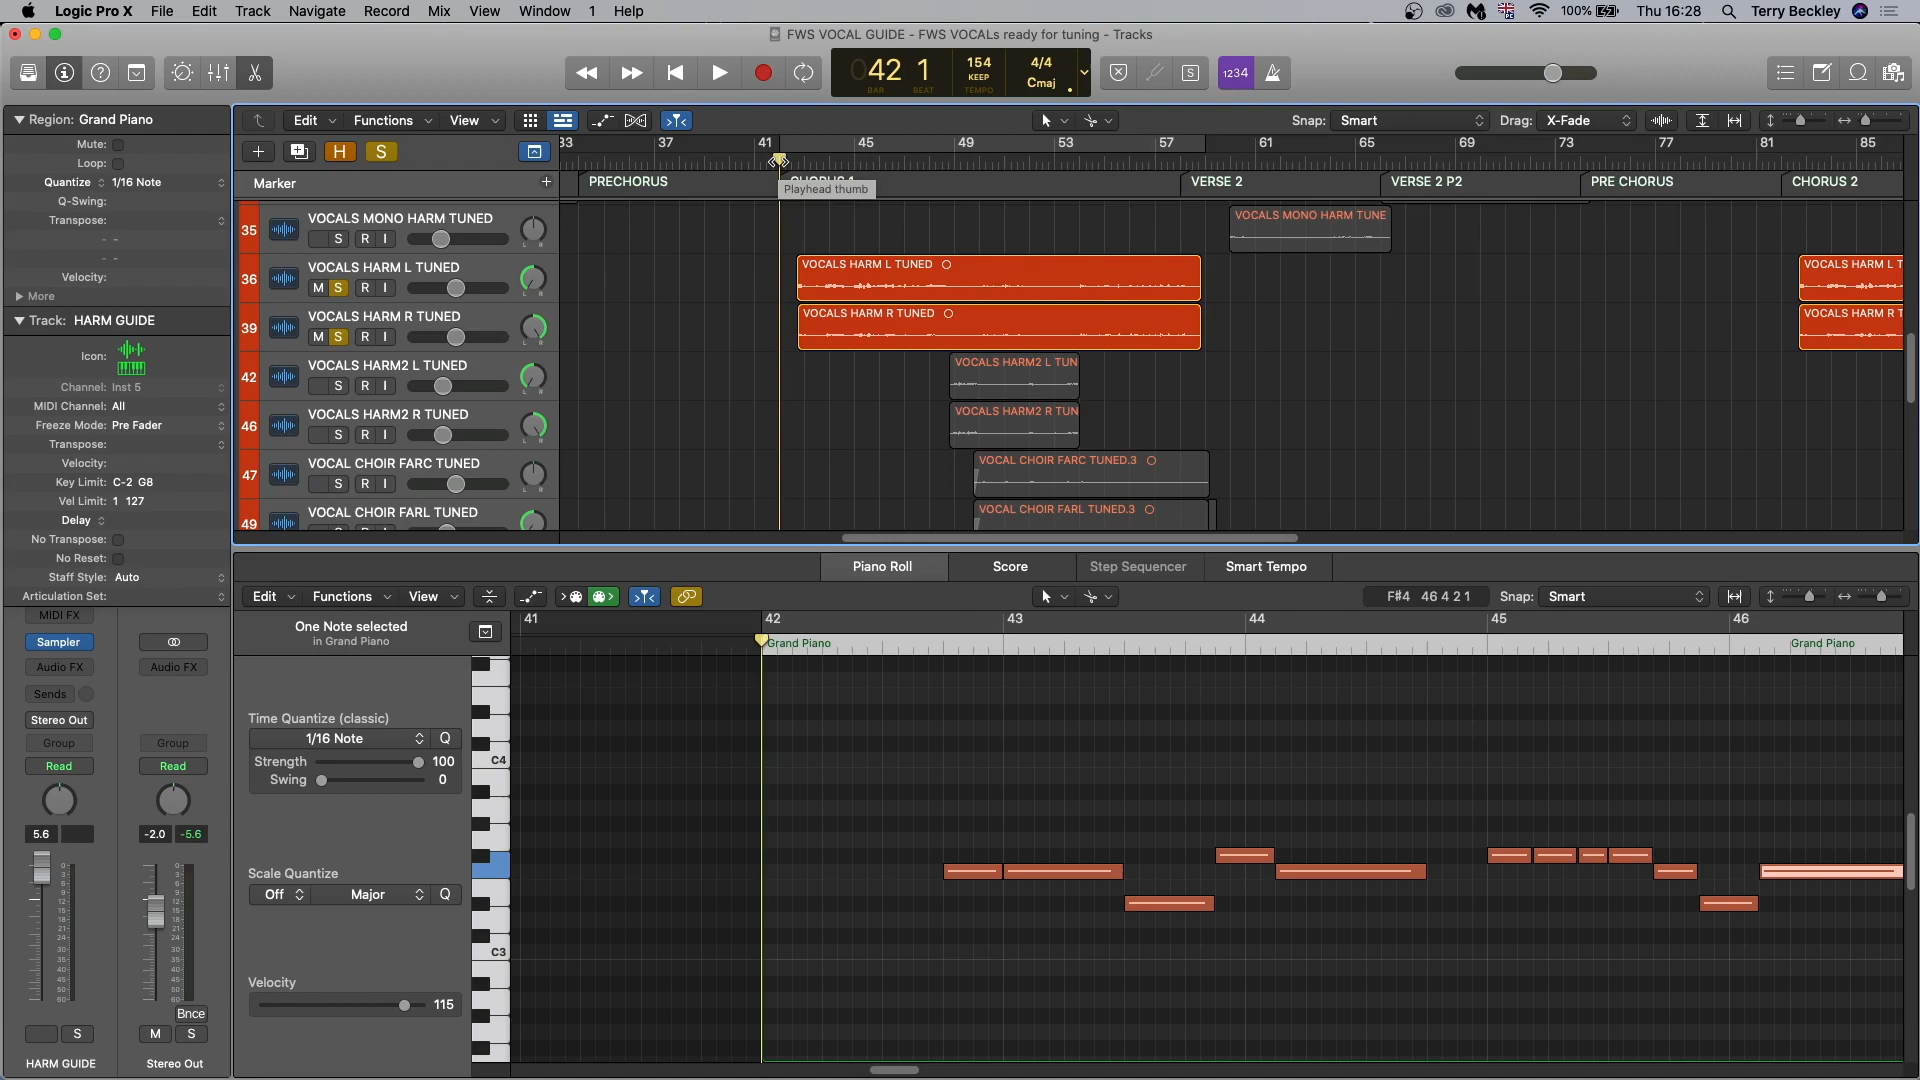 Logic Pro X File Edit Track Navigate Record Mix View Window 1 Help
100% Thu 16:28 Terry Beckley
FWS VOCAL GUIDE - FWS VOCALs ready for tuning - Tracks
42 1 154 KEEP 4/4 Cmaj
BAR BEAT TEMPO
S 1234
Region: Grand Piano
Mute:
Loop:
Quantize 1/16 Note
Q-Swing:
Transpose:
- -
- -
Velocity:
More
Track: HARM GUIDE
Icon:
Channel: Inst 5
MIDI Channel: All
Freeze Mode: Pre Fader
Transpose:
Velocity:
Key Limit: C-2 G8
Vel Limit: 1 127
Delay
No Transpose:
No Reset:
Staff Style: Auto
Articulation Set:
MIDI FX
Sampler
Audio FX Audio FX
Sends
Stereo Out
Group Group
Read Read
5.6 -2.0 -5.6
Bnce
S M S
HARM GUIDE Stereo Out
Edit Functions View Snap: Smart Drag: X-Fade
H S
33 37 41 45 49 53 57 61 65 69 73 77 81 85
Marker + PRECHORUS VERSE 2 VERSE 2 P2 PRE CHORUS CHORUS 2
Playhead thumb
35 VOCALS MONO HARM TUNED S R I VOCALS MONO HARM TUNE
36 VOCALS HARM L TUNED M S R I VOCALS HARM L TUNED VOCALS HARM L T
39 VOCALS HARM R TUNED M S R I VOCALS HARM R TUNED VOCALS HARM R T
42 VOCALS HARM2 L TUNED S R I VOCALS HARM2 L TUN
46 VOCALS HARM2 R TUNED S R I VOCALS HARM2 R TUN
47 VOCAL CHOIR FARC TUNED S R I VOCAL CHOIR FARC TUNED.3
49 VOCAL CHOIR FARL TUNED VOCAL CHOIR FARL TUNED.3
Piano Roll Score Step Sequencer Smart Tempo
Edit Functions View F#4 46 4 2 1 Snap: Smart
One Note selected
in Grand Piano
41 42 43 44 45 46
Grand Piano Grand Piano
Time Quantize (classic)
1/16 Note Q
Strength 100
Swing 0
Scale Quantize
Off Major Q
Velocity
115
C4
C3